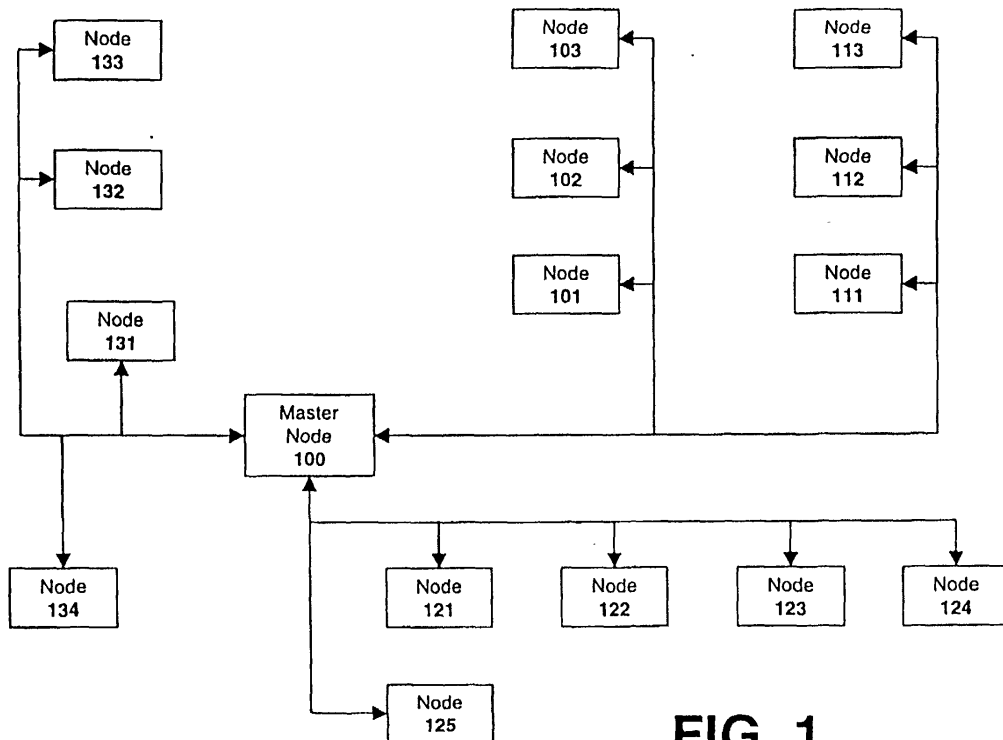 Node
133
Node
103
Node
113
Node
132
Node
102
Node
112
Node
101
Node
111
Node
131
Master
Node
100
Node
134
Node
121
Node
122
Node
123
Node
124
Node
125
FIG. 1